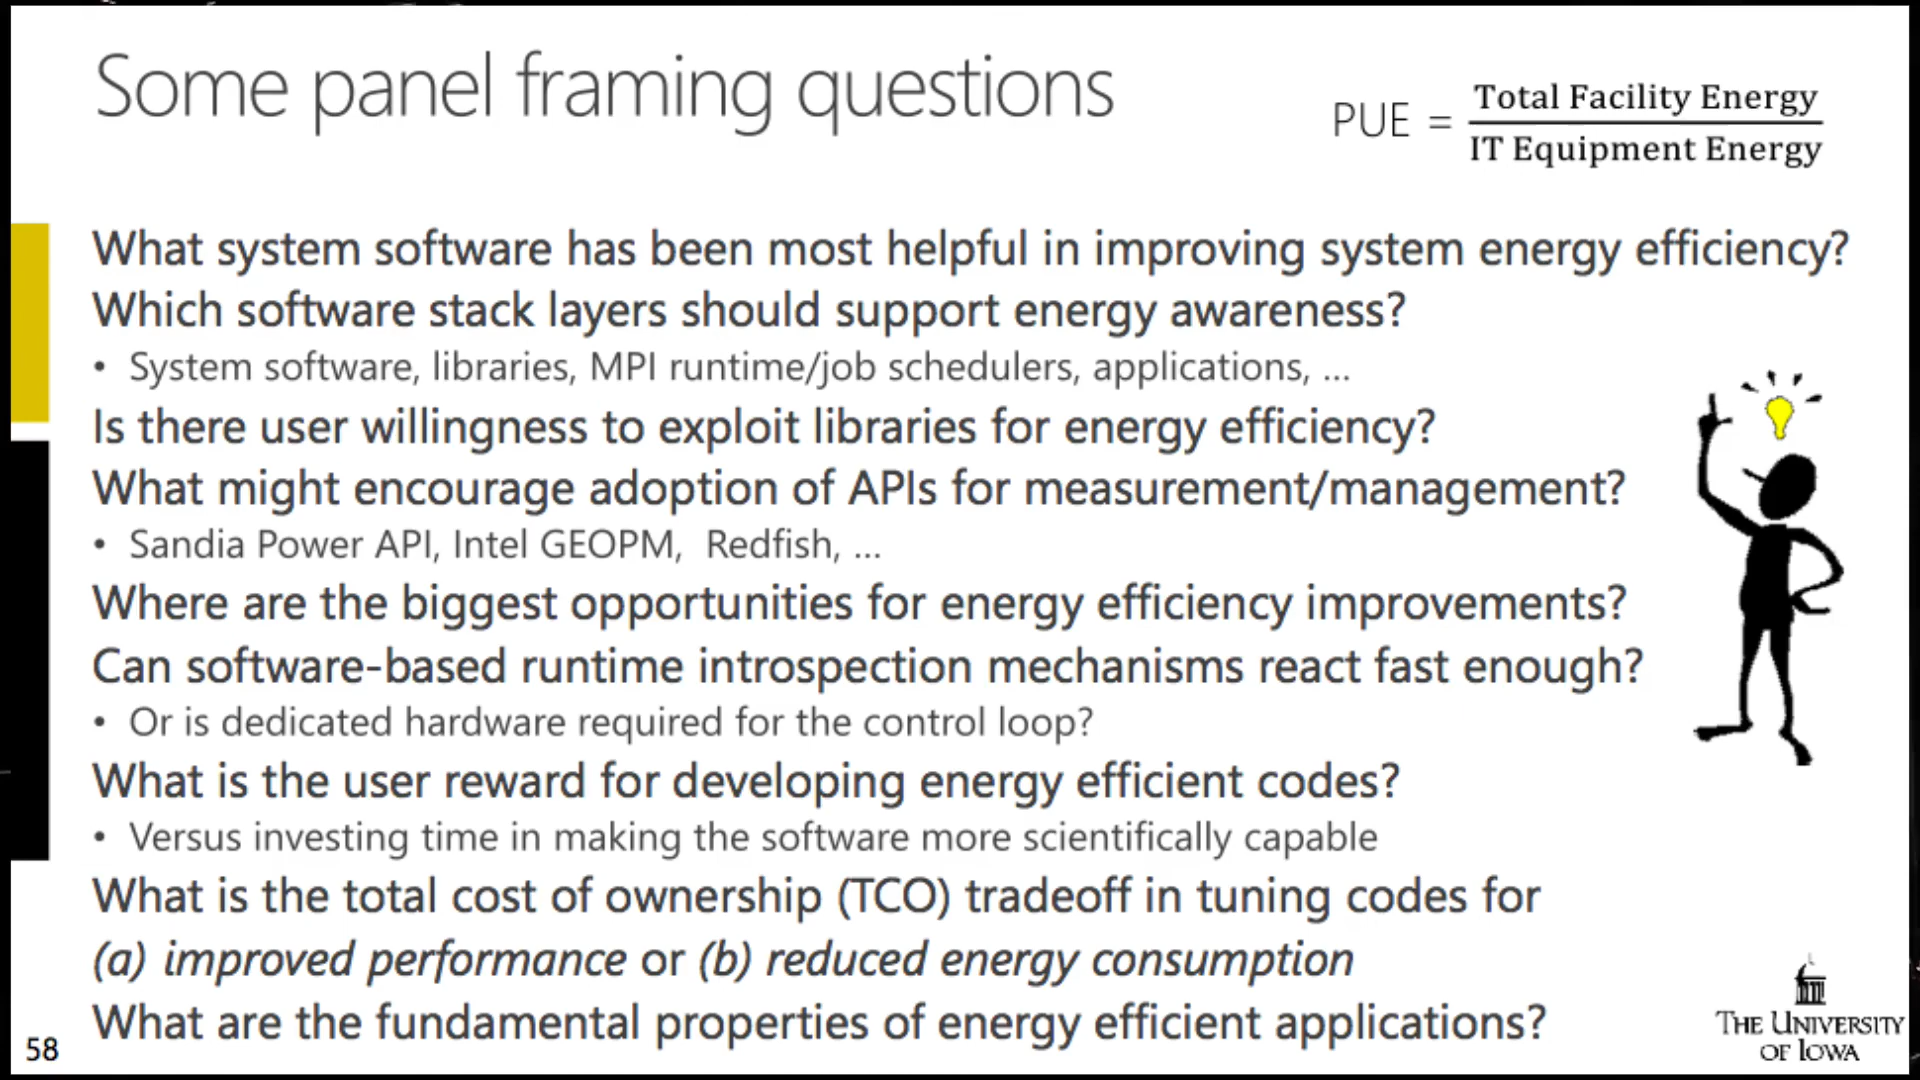 Some panel framing questions
PUE = Total Facility Energy
IT Equipment Energy
What system software has been most helpful in improving system energy efficiency?
Which software stack layers should support energy awareness?
• System software, libraries, MPI runtime/job schedulers, applications, ...
Is there user willingness to exploit libraries for energy efficiency?
What might encourage adoption of APIs for measurement/management?
• Sandia Power API, Intel GEOPM, Redfish, ...
Where are the biggest opportunities for energy efficiency improvements?
Can software-based runtime introspection mechanisms react fast enough?
• Or is dedicated hardware required for the control loop?
What is the user reward for developing energy efficient codes?
• Versus investing time in making the software more scientifically capable
What is the total cost of ownership (TCO) tradeoff in tuning codes for
(a) improved performance or (b) reduced energy consumption
What are the fundamental properties of energy efficient applications?
58
THE UNIVERSITY
OF IOWA